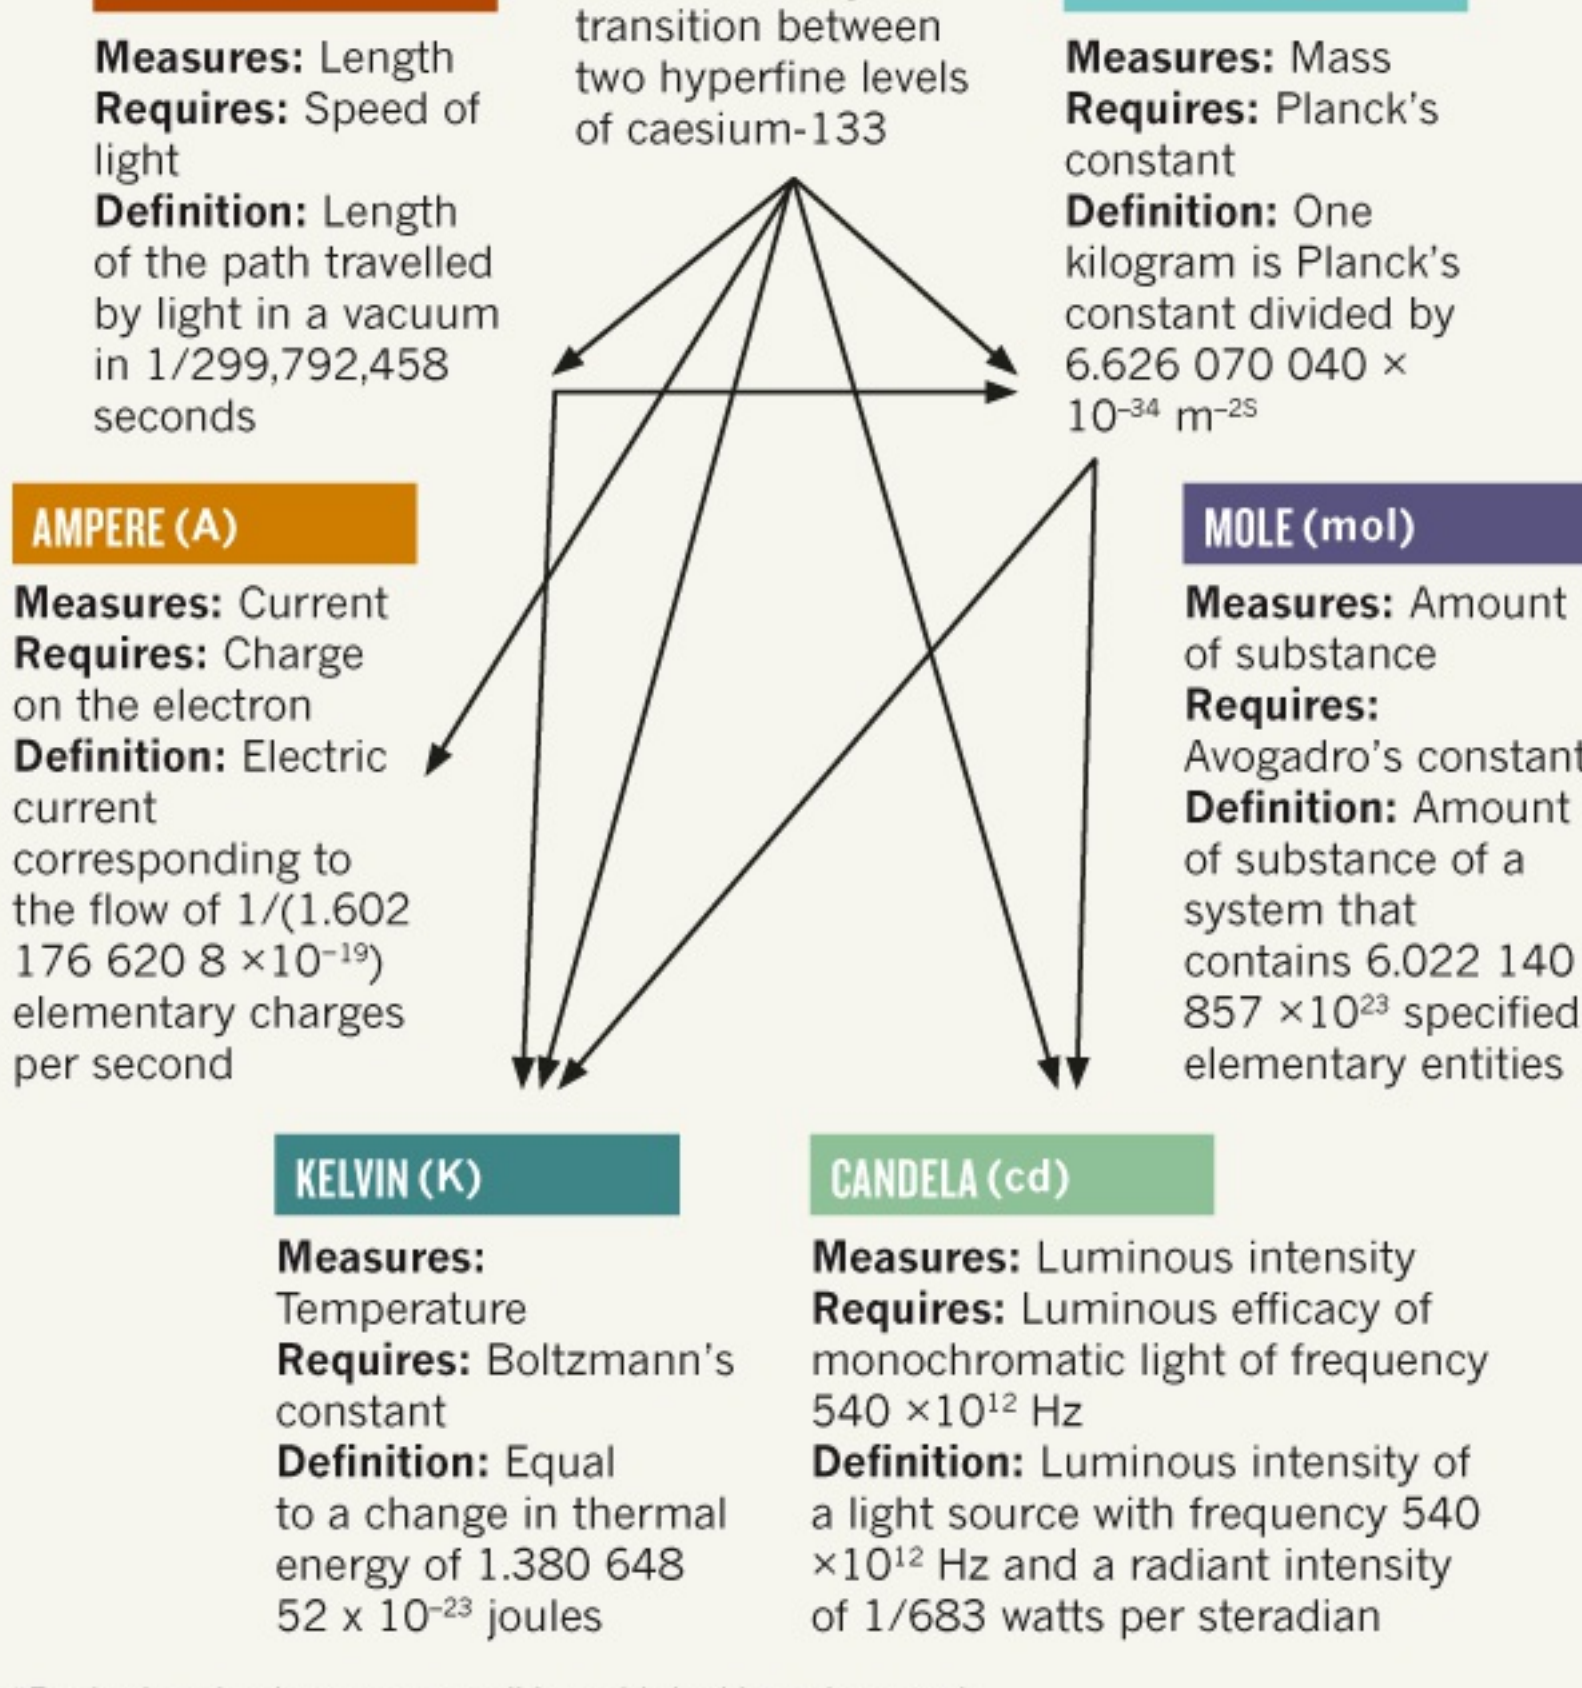 Measures: Length
Requires: Speed of
light
Definition: Length
of the path travelled
by light in a vacuum
in 1/299,792,458
seconds
transition between
two hyperfine levels
of caesium-133
Measures: Mass
Requires: Planck’s
constant
Definition: One
kilogram is Planck’s
constant divided by
6.626 070 040 ×
10⁻³⁴ m⁻²ˢ
AMPERE (A)
Measures: Current
Requires: Charge
on the electron
Definition: Electric
current
corresponding to
the flow of 1/(1.602
176 620 8 ×10⁻¹⁹)
elementary charges
per second
MOLE (mol)
Measures: Amount
of substance
Requires:
Avogadro’s constant
Definition: Amount
of substance of a
system that
contains 6.022 140
857 ×10²³ specified
elementary entities
KELVIN (K)
Measures:
Temperature
Requires: Boltzmann’s
constant
Definition: Equal
to a change in thermal
energy of 1.380 648
52 x 10⁻²³ joules
CANDELA (cd)
Measures: Luminous intensity
Requires: Luminous efficacy of
monochromatic light of frequency
540 ×10¹² Hz
Definition: Luminous intensity of
a light source with frequency 540
×10¹² Hz and a radiant intensity
of 1/683 watts per steradian